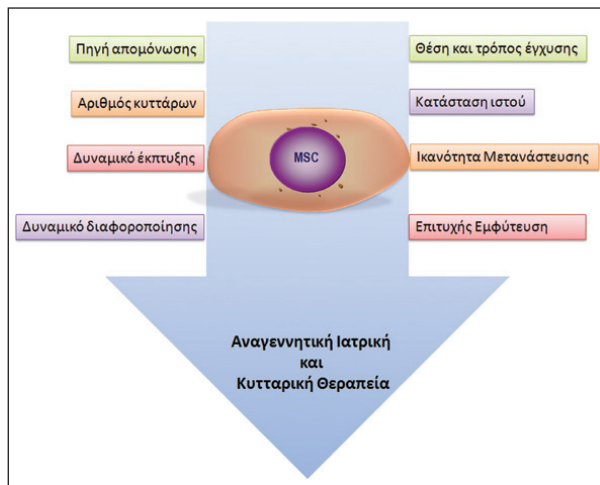 Πηγή απομόνωσης
Αριθμός κυττάρων
Δυναμικό έκπτυξης
Δυναμικό διαφοροποίησης
MSC
Θέση και τρόπος έγχυσης
Κατάσταση ιστού
Ικανότητα Μετανάστευσης
Επιτυχής Εμφύτευση
Αναγεννητική Ιατρική
και
Κυτταρική Θεραπεία